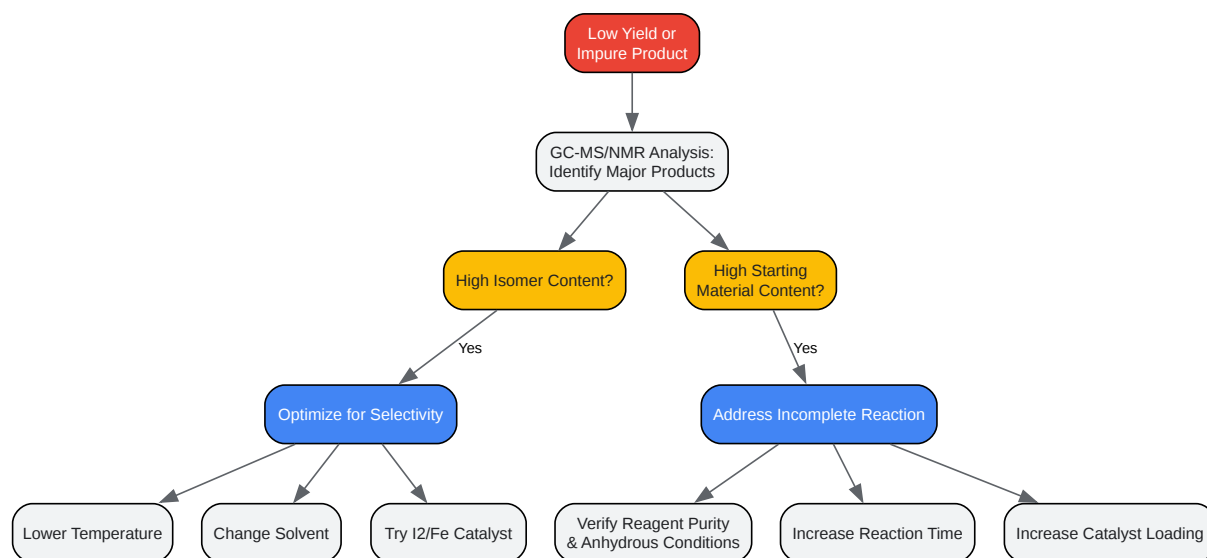 Low Yield or
Impure Product
GC-MS/NMR Analysis:
Identify Major Products
High Isomer Content?
High Starting
Material Content?
Yes
Yes
Optimize for Selectivity
Address Incomplete Reaction
Lower Temperature
Change Solvent
Try I2/Fe Catalyst
Verify Reagent Purity
& Anhydrous Conditions
Increase Reaction Time
Increase Catalyst Loading